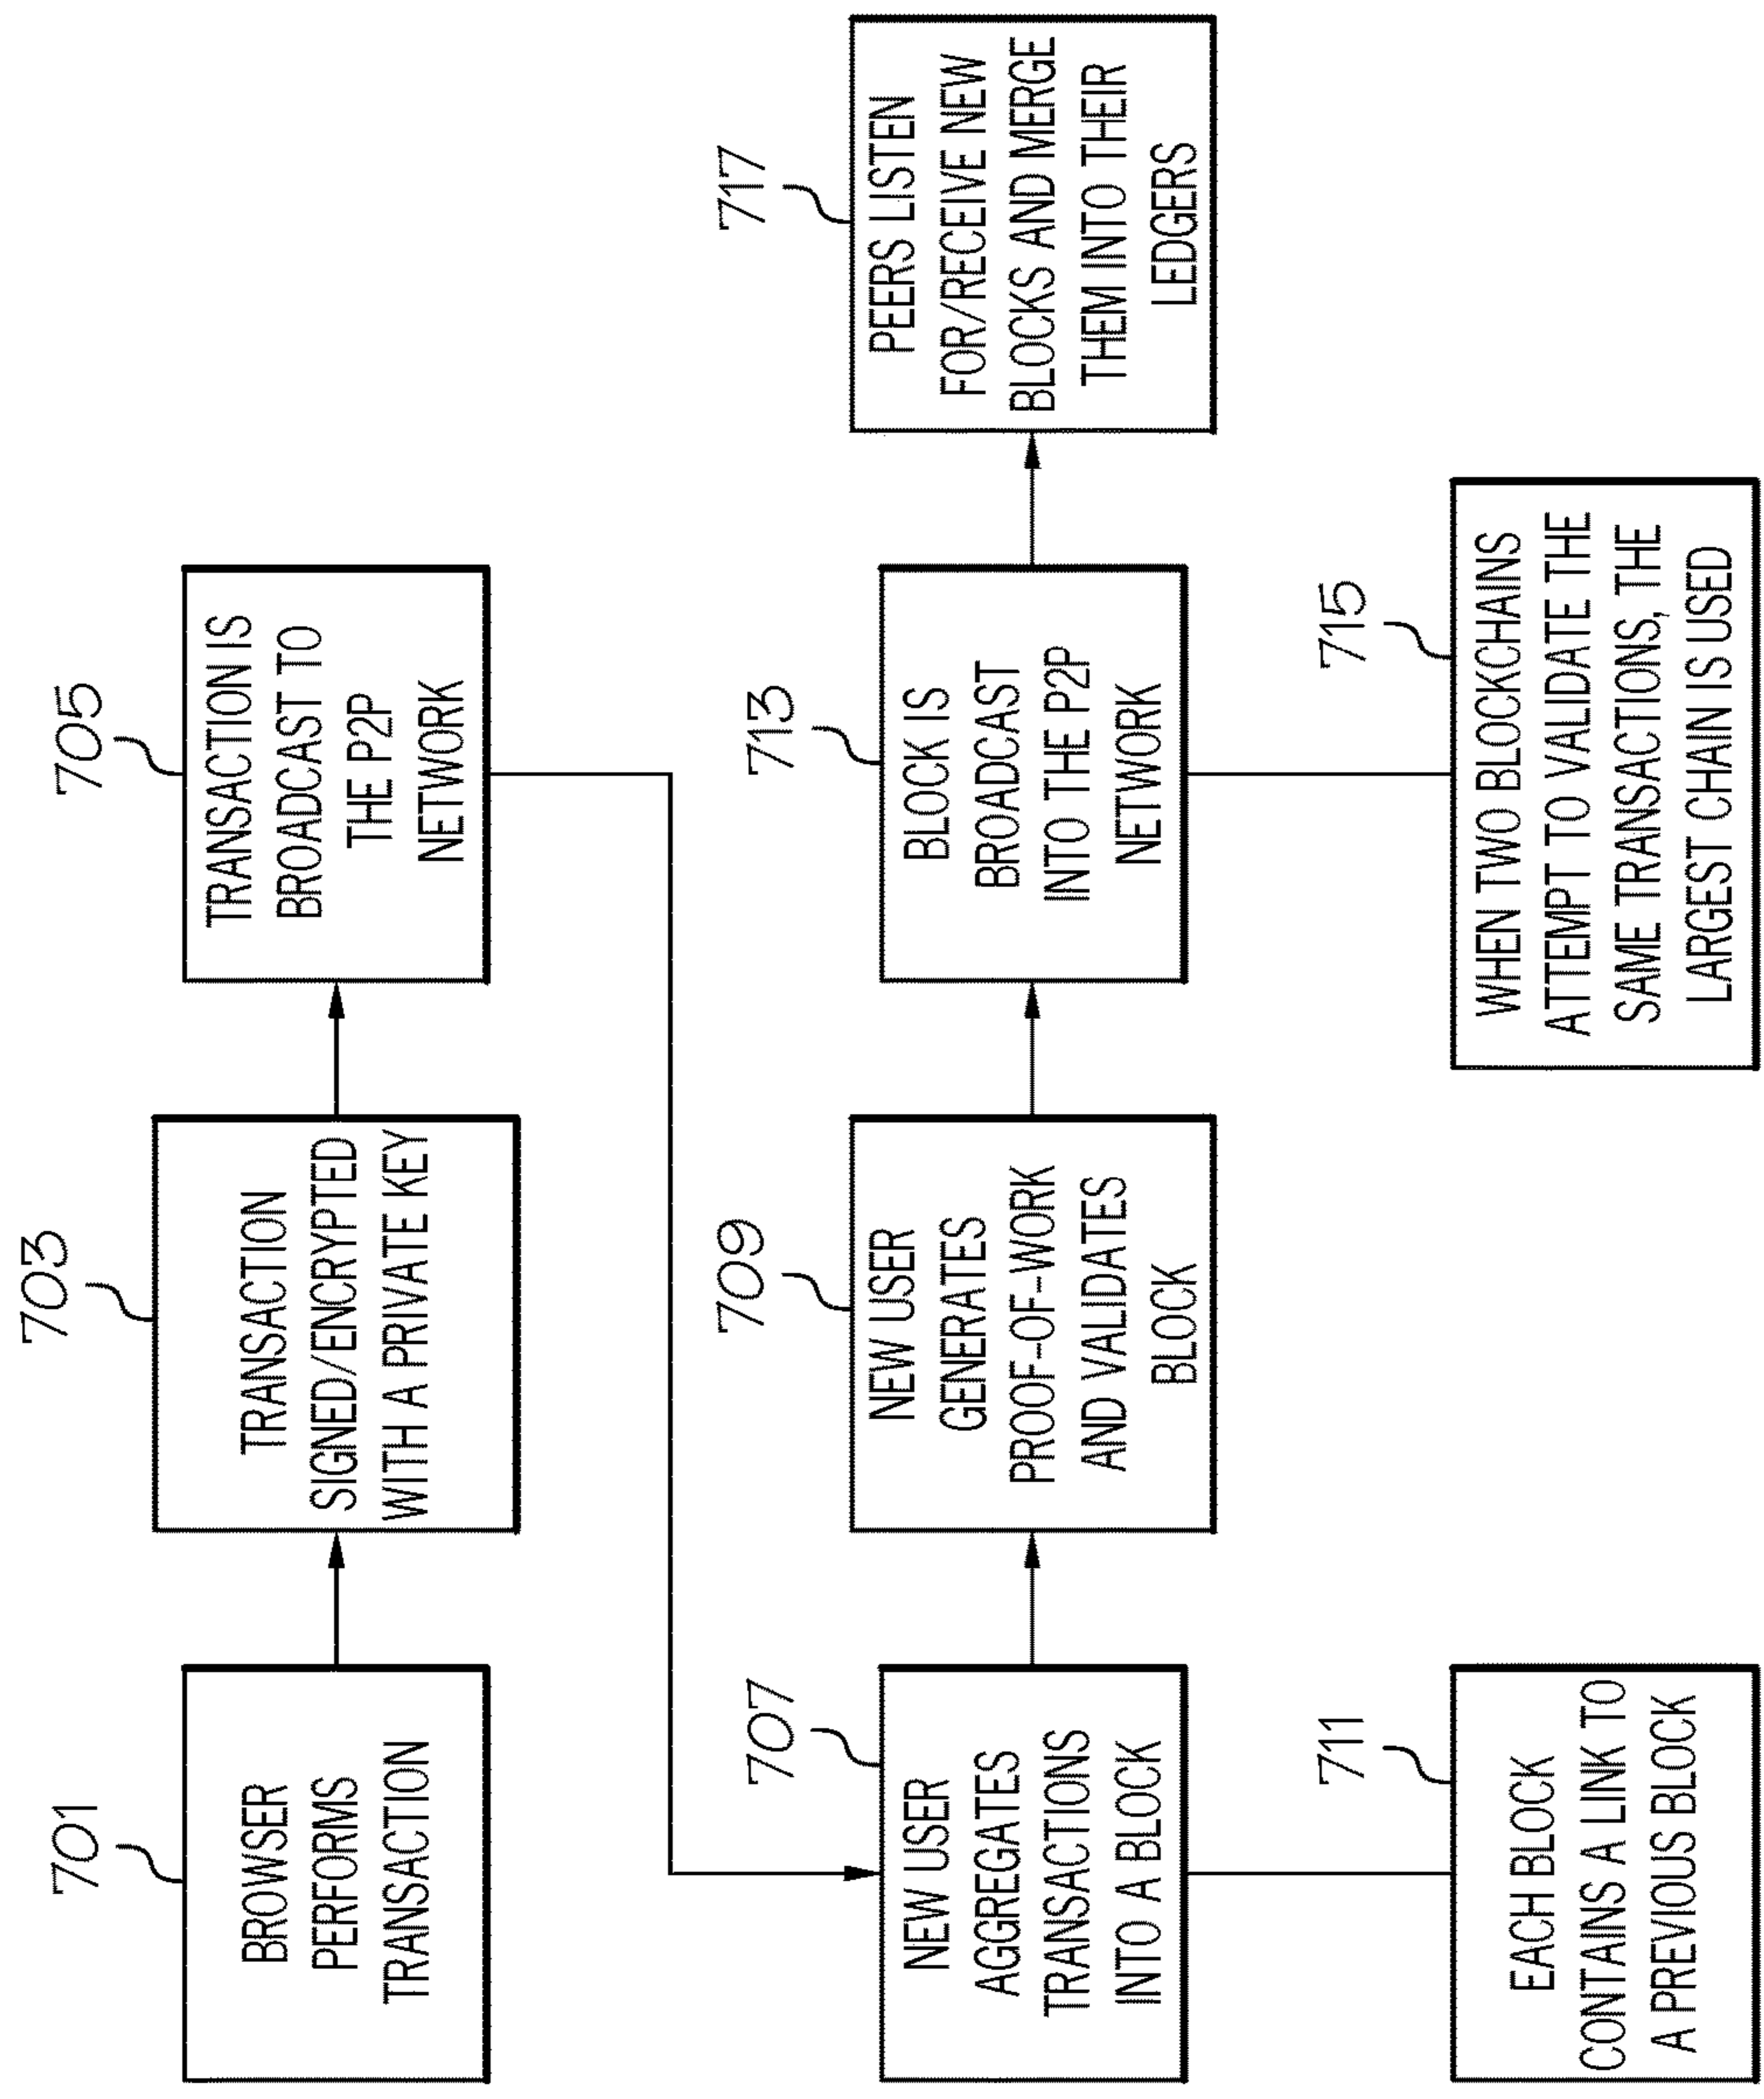 701
BROWSER
PERFORMS
TRANSACTION
703
TRANSACTION
SIGNED/ENCRYPTED
WITH A PRIVATE KEY
705
TRANSACTION IS
BROADCAST TO
THE P2P
NETWORK
707
NEW USER
AGGREGATES
TRANSACTIONS
INTO A BLOCK
709
NEW USER
GENERATES
PROOF-OF-WORK
AND VALIDATES
BLOCK
713
BLOCK IS
BROADCAST
INTO THE P2P
NETWORK
717
PEERS LISTEN
FOR/RECEIVE NEW
BLOCKS AND MERGE
THEM INTO THEIR
LEDGERS
711
EACH BLOCK
CONTAINS A LINK TO
A PREVIOUS BLOCK
715
WHEN TWO BLOCKCHAINS
ATTEMPT TO VALIDATE THE
SAME TRANSACTIONS, THE
LARGEST CHAIN IS USED